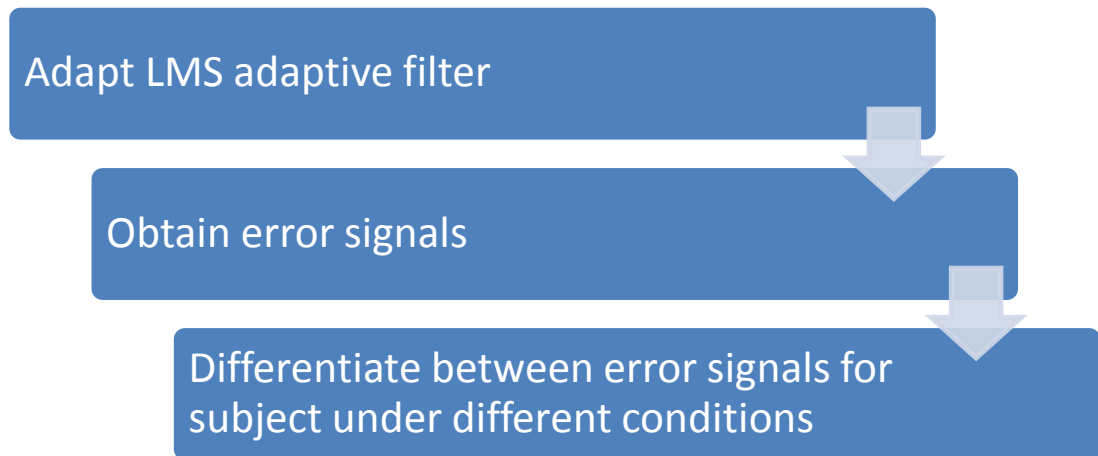 Adapt LMS adaptive filter
Obtain error signals
Differentiate between error signals for
subject under different conditions